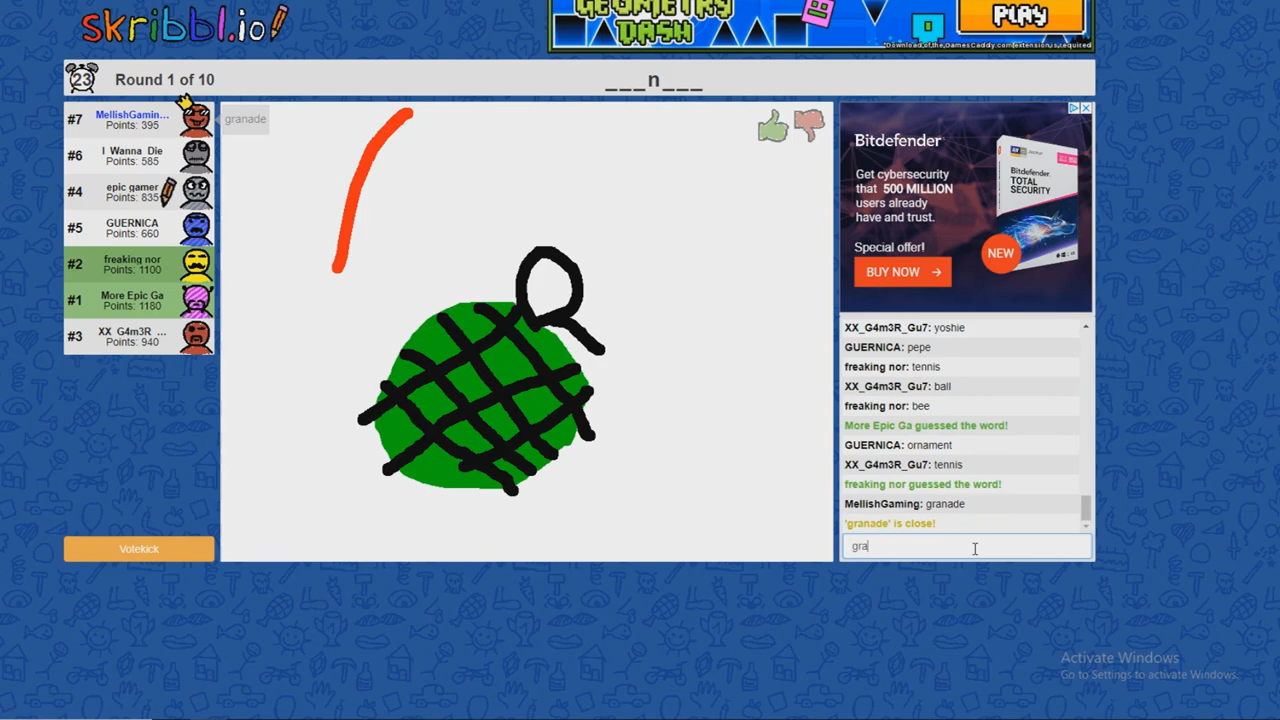 skribbl.io
GEOMETRY
DASH
PLAY
*Download of the GamesCaddy.com extension is required
23
Round 1 of 10
___n___
#7
MellishGamin...
Points: 395
granade
#6
I Wanna Die
Points: 585
#4
epic gamer
Points: 835
#5
GUERNICA
Points: 660
#2
freaking nor
Points: 1100
#1
More Epic Ga
Points: 1180
#3
XX_G4m3R_...
Points: 940
Votekick
Bitdefender
Get cybersecurity
that 500 MILLION
users already
have and trust.
Special offer!
BUY NOW →
NEW
Bitdefender
TOTAL
SECURITY
XX_G4m3R_Gu7: yoshie
GUERNICA: pepe
freaking nor: tennis
XX_G4m3R_Gu7: ball
freaking nor: bee
More Epic Ga guessed the word!
GUERNICA: ornament
XX_G4m3R_Gu7: tennis
freaking nor guessed the word!
MellishGaming: granade
'granade' is close!
gra
Activate Windows
Go to Settings to activate Windows.